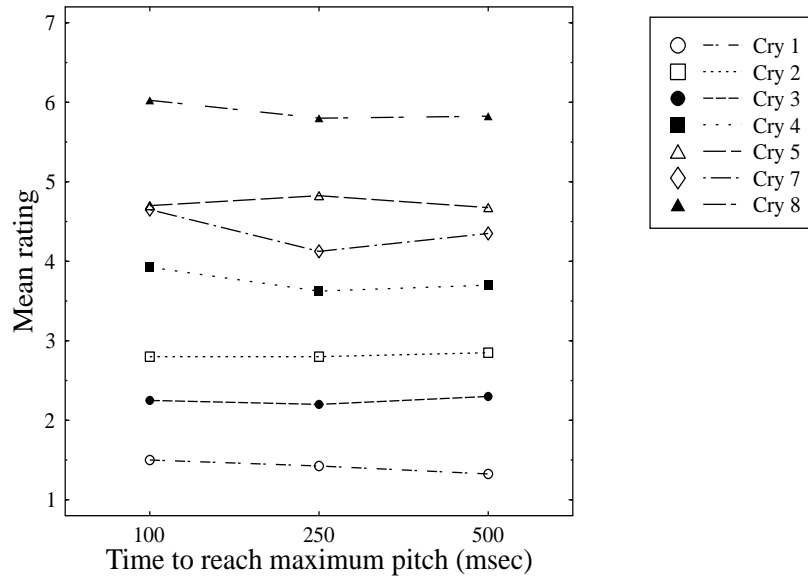 7
6
5
4
3
2
1
Mean rating
100 250 500
Time to reach maximum pitch (msec)
Cry 1
Cry 2
Cry 3
Cry 4
Cry 5
Cry 7
Cry 8